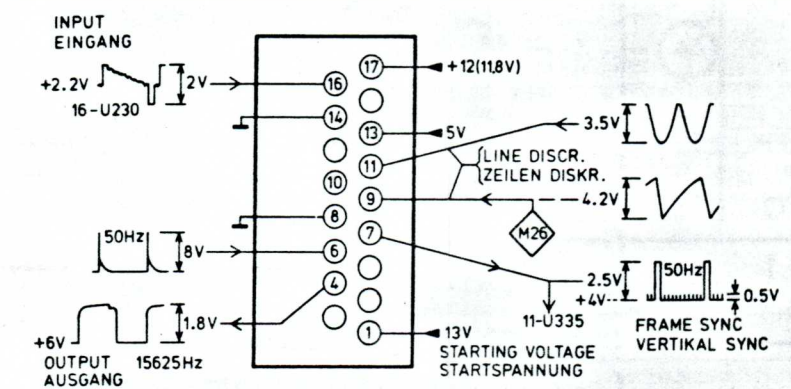 INPUT
EINGANG
+2.2V
2V
16-U230
17
+12(11,8V)
16
14
13
5V
11
3.5V
LINE DISCR.
ZEILEN DISKR.
10
9
4.2V
M26
8
7
50Hz
8V
6
4
2.5V
50Hz
+4V
0.5V
11-U335
FRAME SYNC
VERTIKAL SYNC
1.8V
+6V
OUTPUT
AUSGANG
15625Hz
1
13V
STARTING VOLTAGE
STARTSPANNUNG